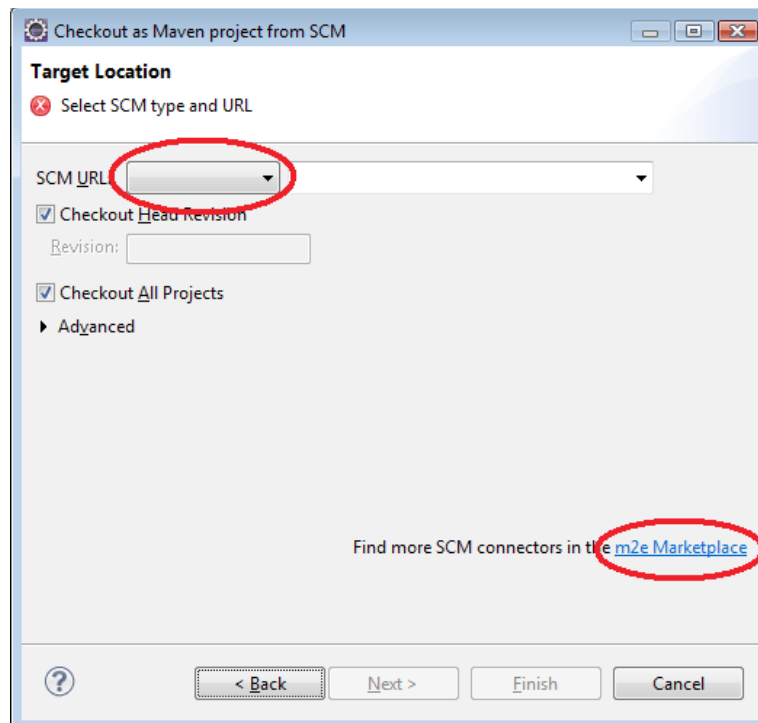 Checkout as Maven project from SCM
Target Location
Select SCM type and URL
SCM URL:
Checkout Head Revision
Revision:
Checkout All Projects
Advanced
Find more SCM connectors in the m2e Marketplace
? < Back Next > Finish Cancel